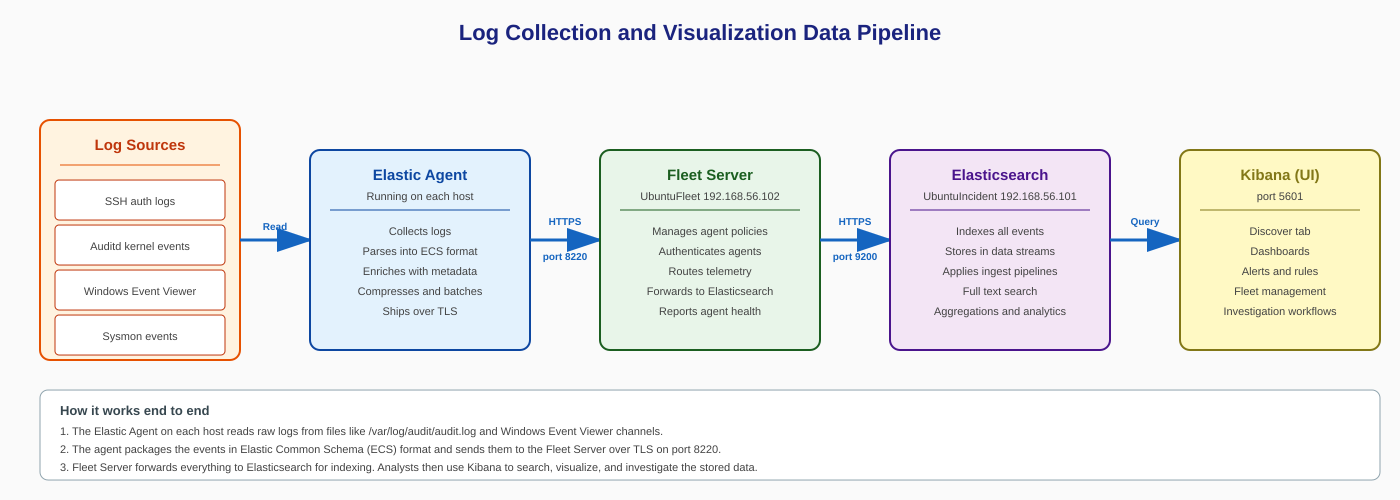 Log Collection and Visualization Data Pipeline
Log Sources
SSH auth logs
Auditd kernel events
Windows Event Viewer
Sysmon events
Read
Elastic Agent
Running on each host
Collects logs
Parses into ECS format
Enriches with metadata
Compresses and batches
Ships over TLS
HTTPS
port 8220
Fleet Server
UbuntuFleet 192.168.56.102
Manages agent policies
Authenticates agents
Routes telemetry
Forwards to Elasticsearch
Reports agent health
HTTPS
port 9200
Elasticsearch
UbuntuIncident 192.168.56.101
Indexes all events
Stores in data streams
Applies ingest pipelines
Full text search
Aggregations and analytics
Query
Kibana (UI)
port 5601
Discover tab
Dashboards
Alerts and rules
Fleet management
Investigation workflows
How it works end to end
1. The Elastic Agent on each host reads raw logs from files like /var/log/audit/audit.log and Windows Event Viewer channels.
2. The agent packages the events in Elastic Common Schema (ECS) format and sends them to the Fleet Server over TLS on port 8220.
3. Fleet Server forwards everything to Elasticsearch for indexing. Analysts then use Kibana to search, visualize, and investigate the stored data.